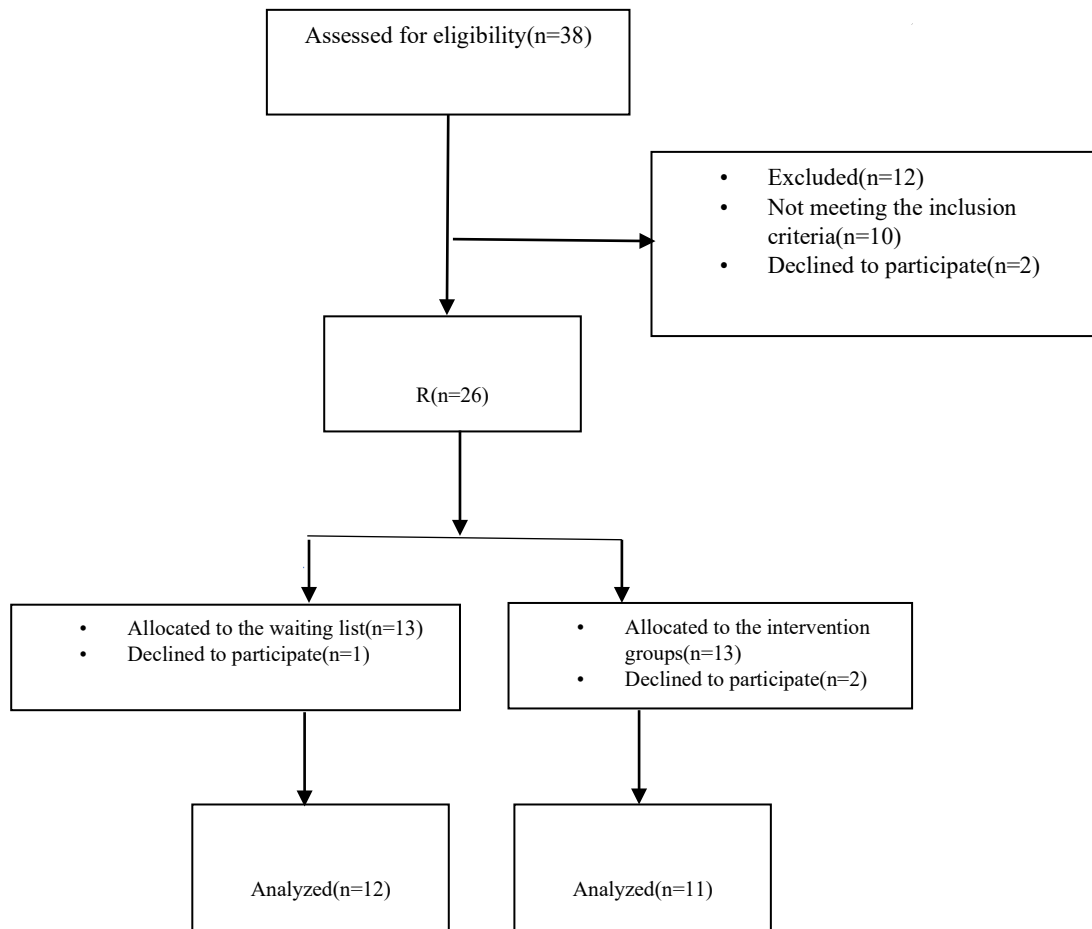 Assessed for eligibility(n=38)
• Excluded(n=12)
• Not meeting the inclusion
criteria(n=10)
• Declined to participate(n=2)
R(n=26)
• Allocated to the waiting list(n=13)
• Declined to participate(n=1)
• Allocated to the intervention
groups(n=13)
• Declined to participate(n=2)
Analyzed(n=12)
Analyzed(n=11)